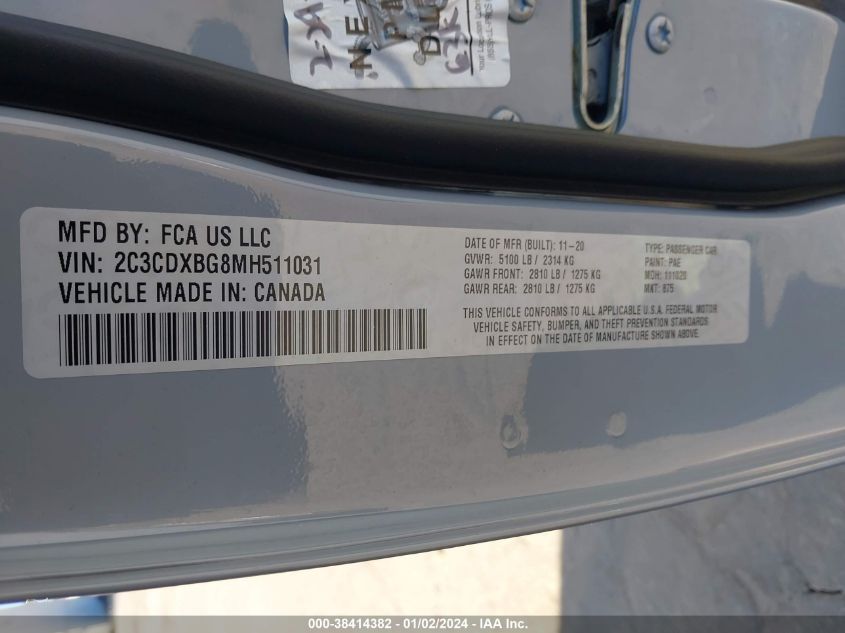 NE
DIE
MFD BY: FCA US LLC
VIN: 2C3CDXBG8MH511031
VEHICLE MADE IN: CANADA
DATE OF MFR (BUILT): 11-20
GVWR: 5100 LB / 2314 KG
GAWR FRONT: 2810 LB / 1275 KG
GAWR REAR: 2810 LB / 1275 KG
TYPE: PASSENGER CAR
PAINT: PAE
MDH: 111020
MKT: 875
THIS VEHICLE CONFORMS TO ALL APPLICABLE U.S.A. FEDERAL MOTOR
VEHICLE SAFETY, BUMPER, AND THEFT PREVENTION STANDARDS
IN EFFECT ON THE DATE OF MANUFACTURE SHOWN ABOVE.
000-38414382 - 01/02/2024 - IAA Inc.